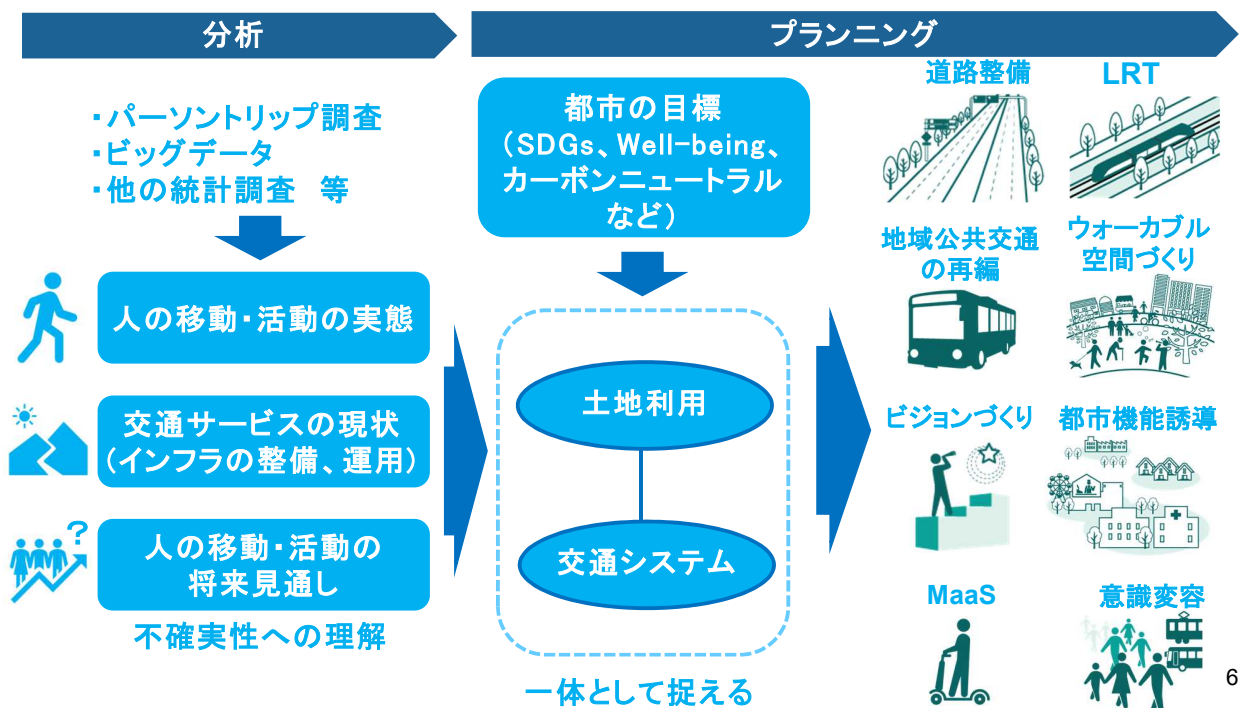 分析
プランニング
・パーソントリップ調査
・ビッグデータ
・他の統計調査　等
人の移動・活動の実態
交通サービスの現状
（インフラの整備、運用）
?
人の移動・活動の
将来見通し
不確実性への理解
都市の目標
（SDGs、Well-being、
カーボンニュートラル
など）
土地利用
交通システム
一体として捉える
道路整備
LRT
地域公共交通
の再編
ウォーカブル
空間づくり
ビジョンづくり
都市機能誘導
MaaS
意識変容
6